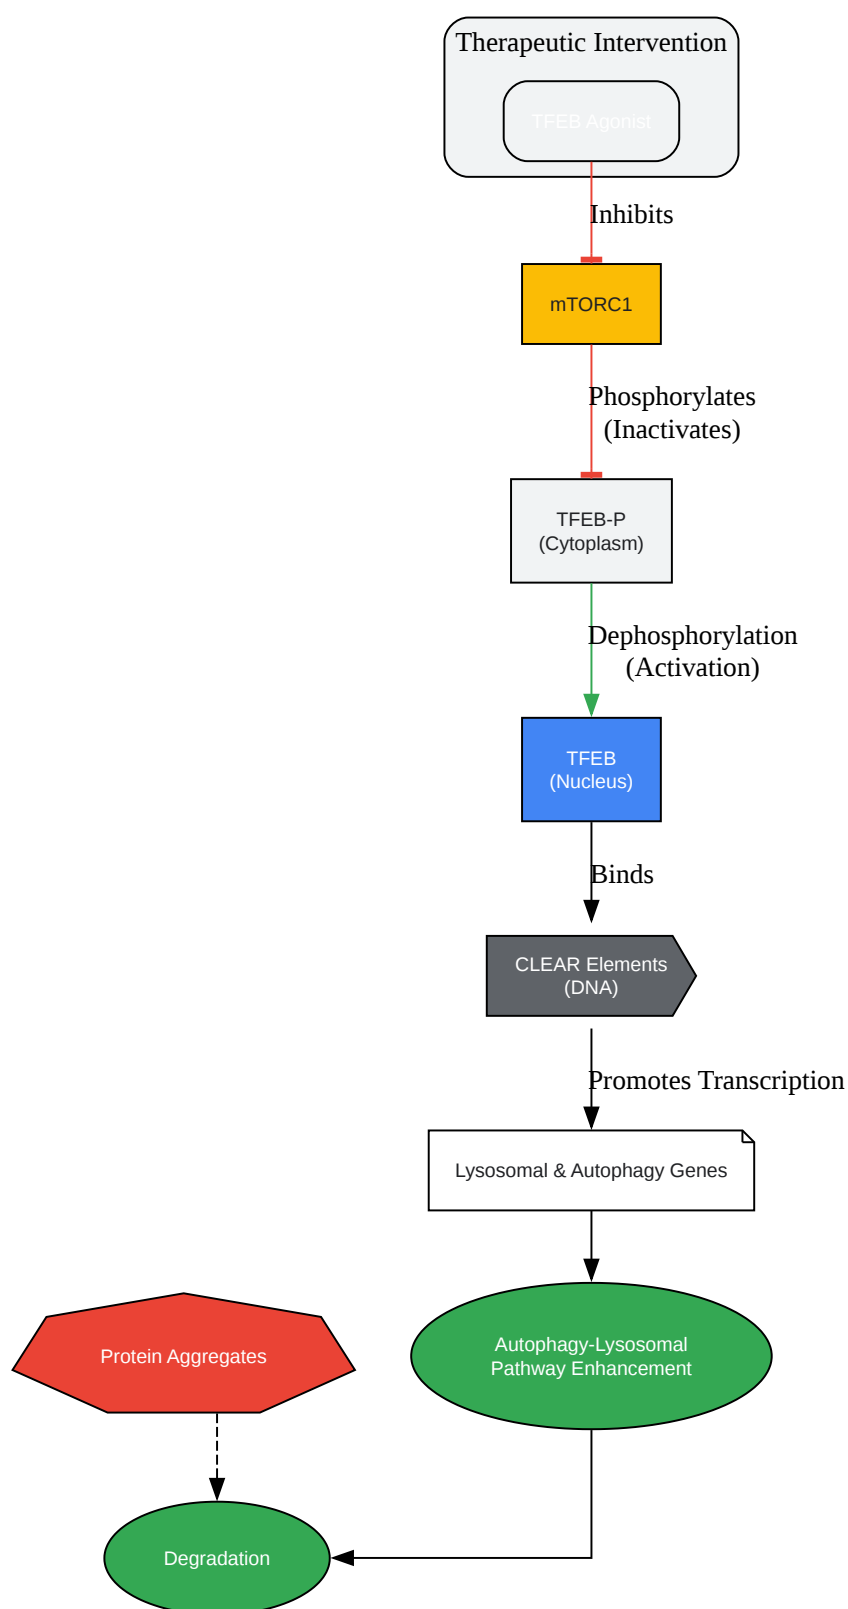 Therapeutic Intervention
TFEB Agonist
Inhibits
mTORC1
Phosphorylates
(Inactivates)
TFEB-P
(Cytoplasm)
Dephosphorylation
(Activation)
TFEB
(Nucleus)
Binds
CLEAR Elements
(DNA)
Promotes Transcription
Lysosomal & Autophagy Genes
Autophagy-Lysosomal
Pathway Enhancement
Protein Aggregates
Degradation